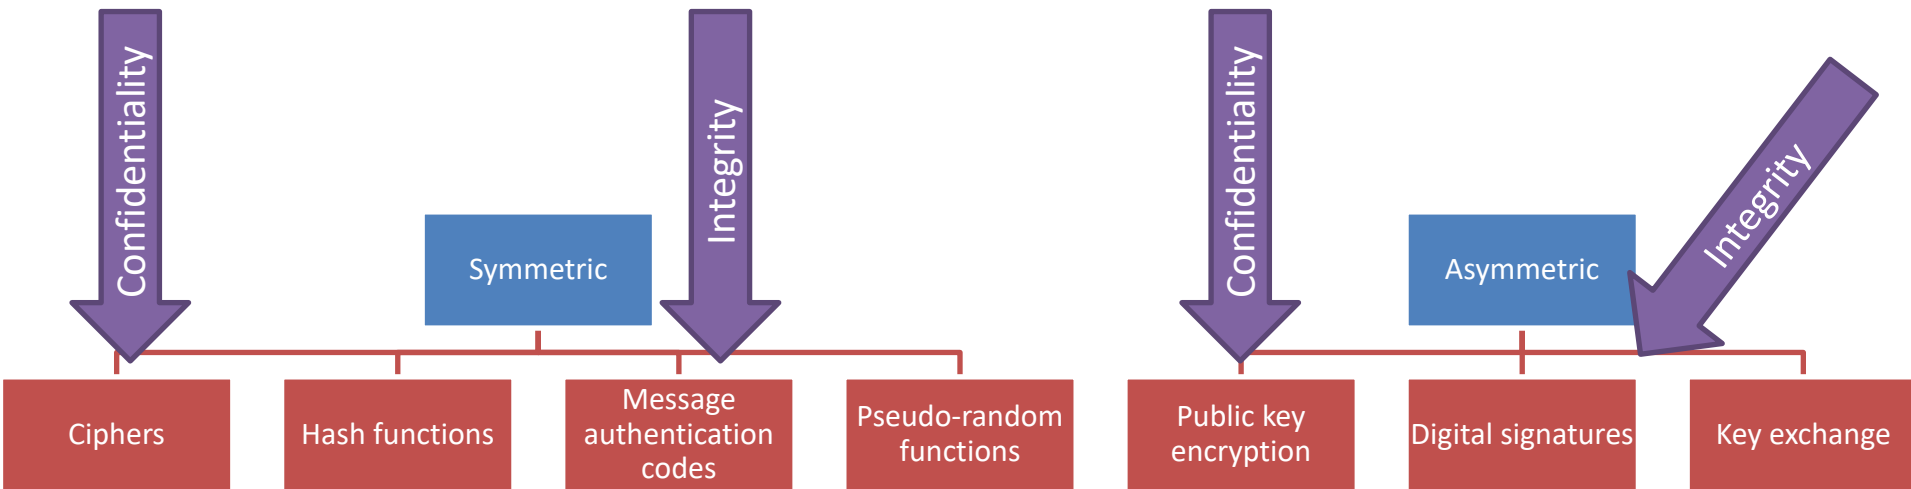 Confidentiality
Integrity
Confidentiality
Integrity
Symmetric
Asymmetric
Ciphers
Hash functions
Message
authentication
codes
Pseudo-random
functions
Public key
encryption
Digital signatures
Key exchange